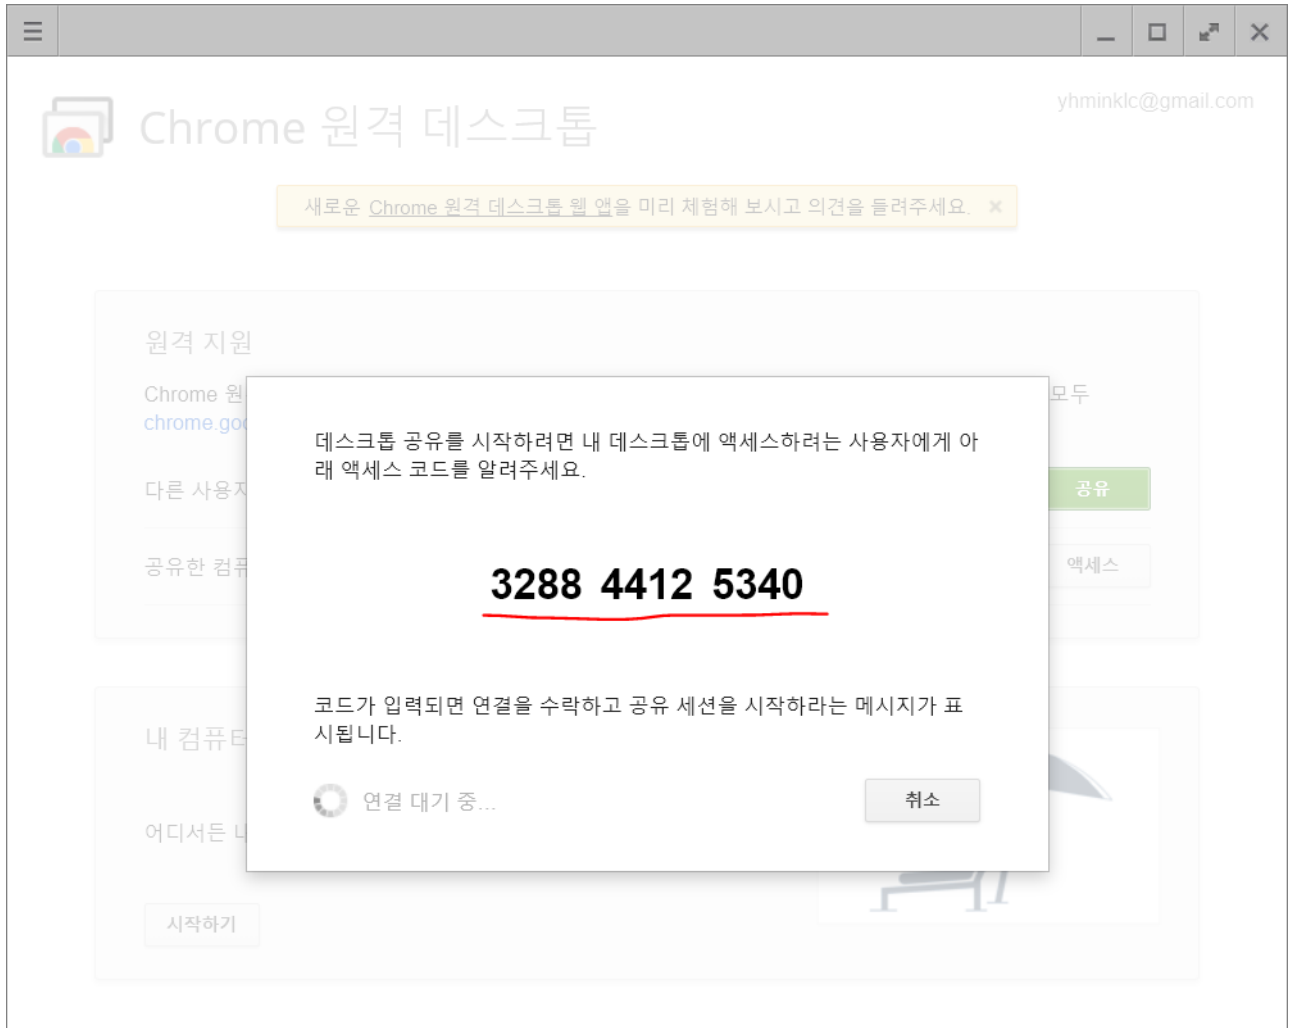 yhminklc@gmail.com
Chrome 원격 데스크톱
새로운 Chrome 원격 데스크톱 웹 앱을 미리 체험해 보시고 의견을 들려주세요. ×
원격 지원
Chrome 원
모두
chrome.goo
데스크톱 공유를 시작하려면 내 데스크톱에 액세스하려는 사용자에게 아
래 액세스 코드를 알려주세요.
다른 사용자
공유
3288 4412 5340
공유한 컴퓨
액세스
코드가 입력되면 연결을 수락하고 공유 세션을 시작하라는 메시지가 표
시됩니다.
내 컴퓨터
연결 대기 중...
취소
어디서든 내
시작하기